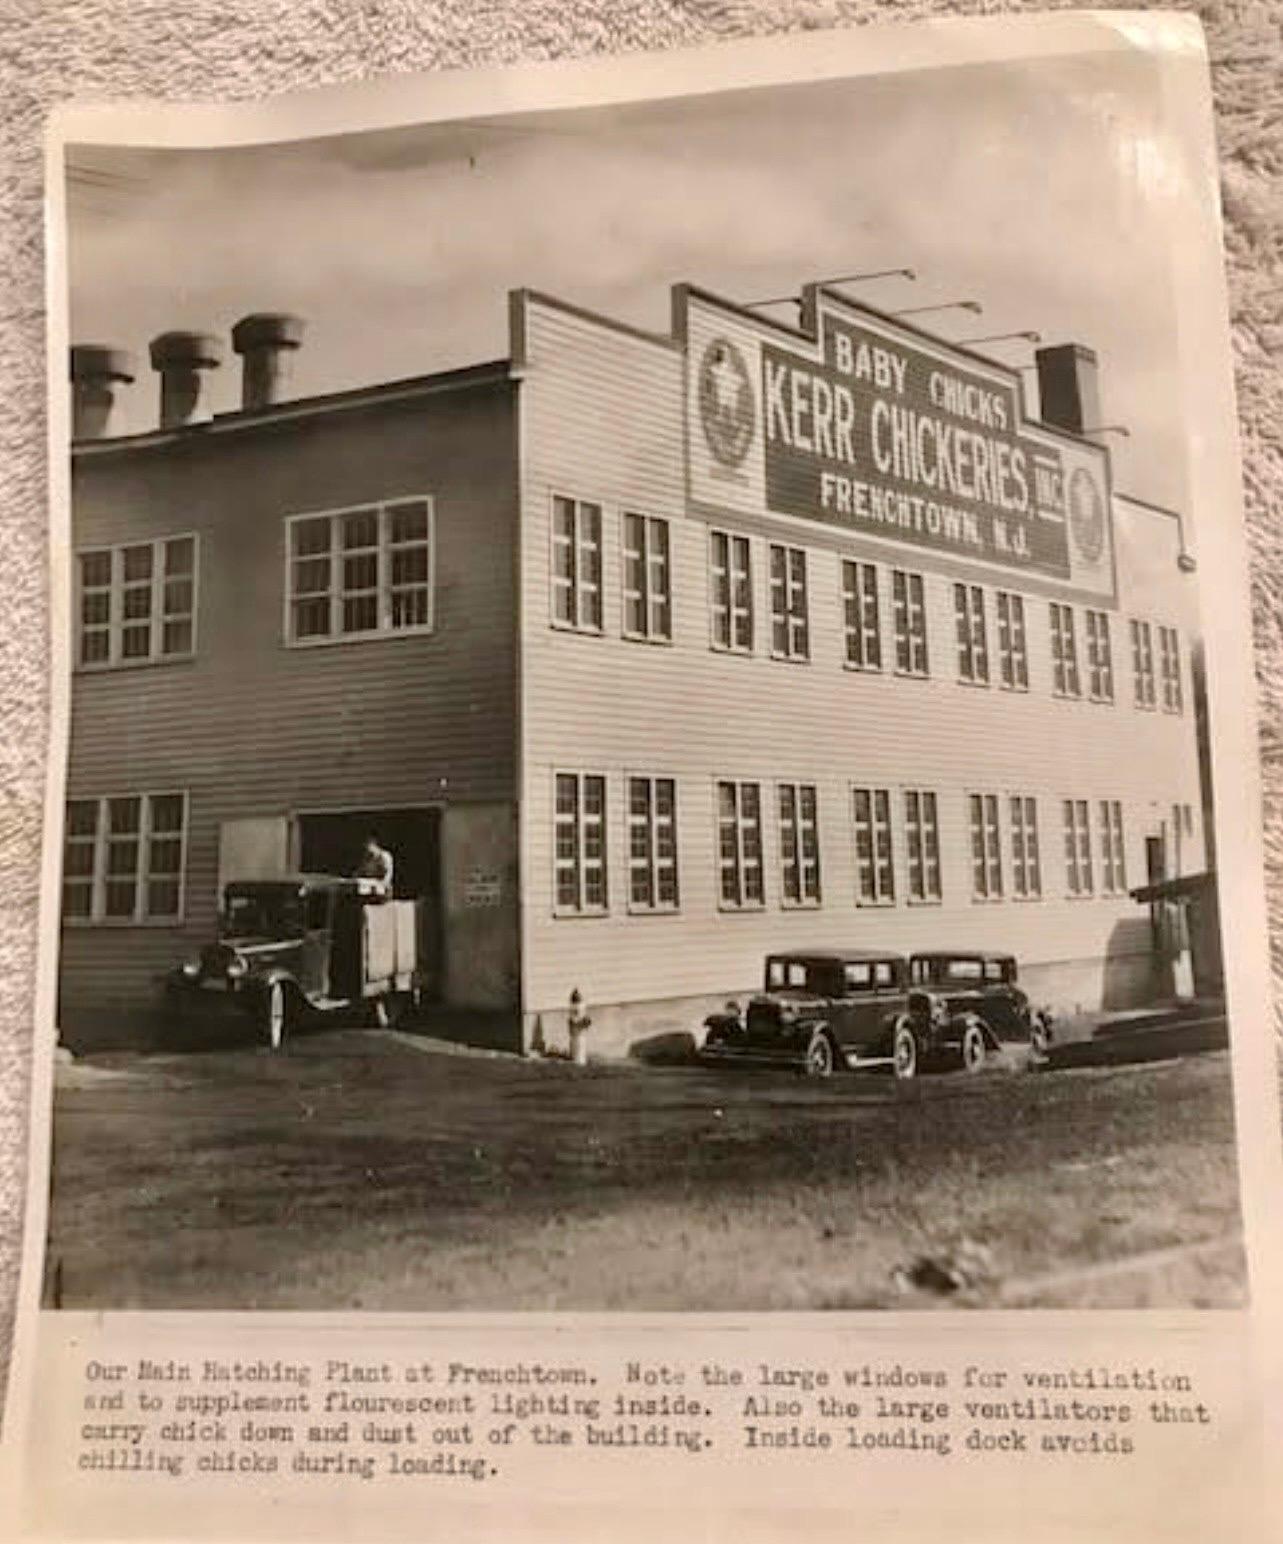 BABY CHICKS
KERR CHICKERIES, INC.
FRENCHTOWN, N.J.
Our Main Hatching Plant at Frenchtown.  Note the large windows for ventilation
and to supplement flourescent lighting inside.  Also the large ventilators that
carry chick down and dust out of the building.  Inside loading dock avoids
chilling chicks during loading.